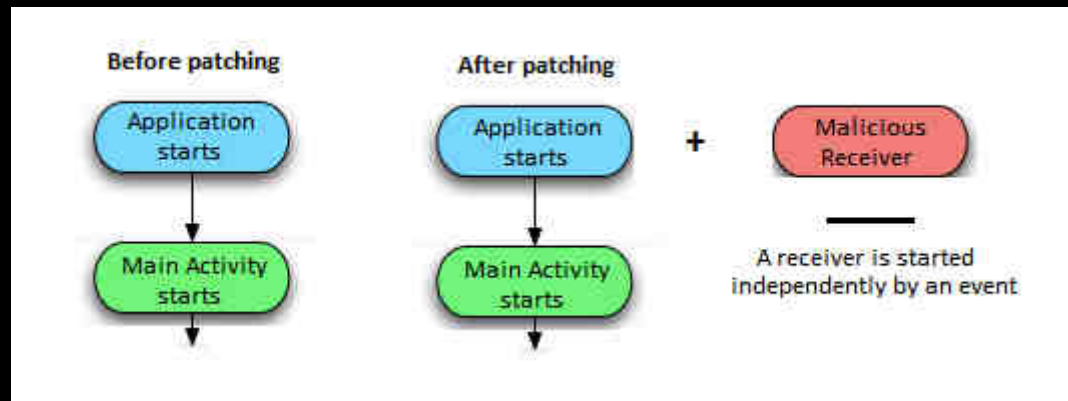 Before patching
Application
starts
Main Activity
starts
After patching
Application
starts
Main Activity
starts
+
Malicious
Receiver
A receiver is started
independently by an event